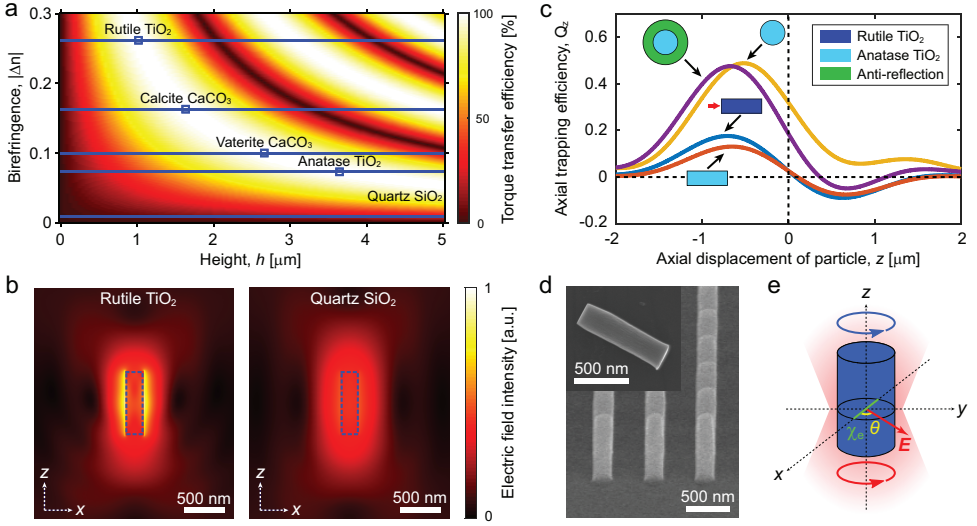 a
0.3
0.2
0.1
0
Birefringence, |Δn|
Rutile TiO₂
Calcite CaCO₃
Vaterite CaCO₃
Anatase TiO₂
Quartz SiO₂
0
1
2
3
4
5
Height, h [μm]
100
50
0
Torque transfer efficiency [%]
c
Axial trapping efficiency, Q_z
0.6
0.4
0.2
0
-0.2
Rutile TiO₂
Anatase TiO₂
Anti-reflection
-2
-1
0
1
2
Axial displacement of particle, z [μm]
b
Rutile TiO₂
z
x
500 nm
Quartz SiO₂
z
x
500 nm
1
0
Electric field intensity [a.u.]
d
500 nm
500 nm
e
z
y
x
χₑ
θ
E